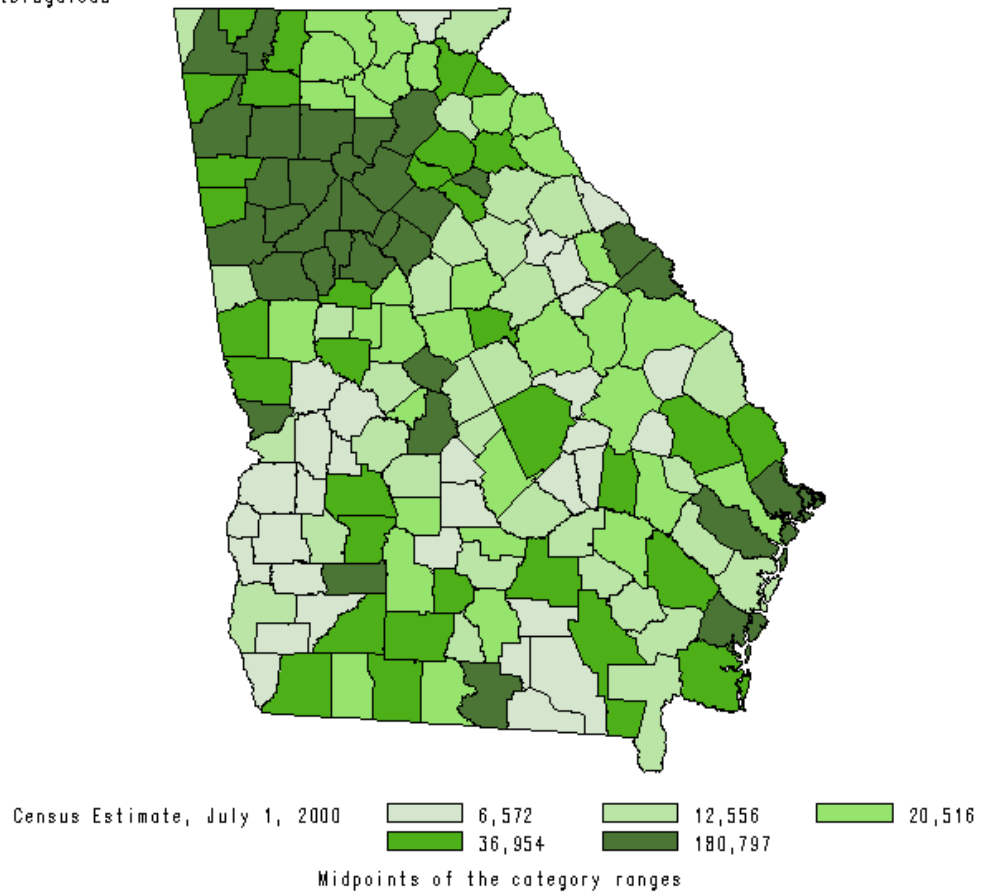 Census Estimate, July 1, 2000 6,572 12,556 20,516
36,954 180,797
Midpoints of the category ranges